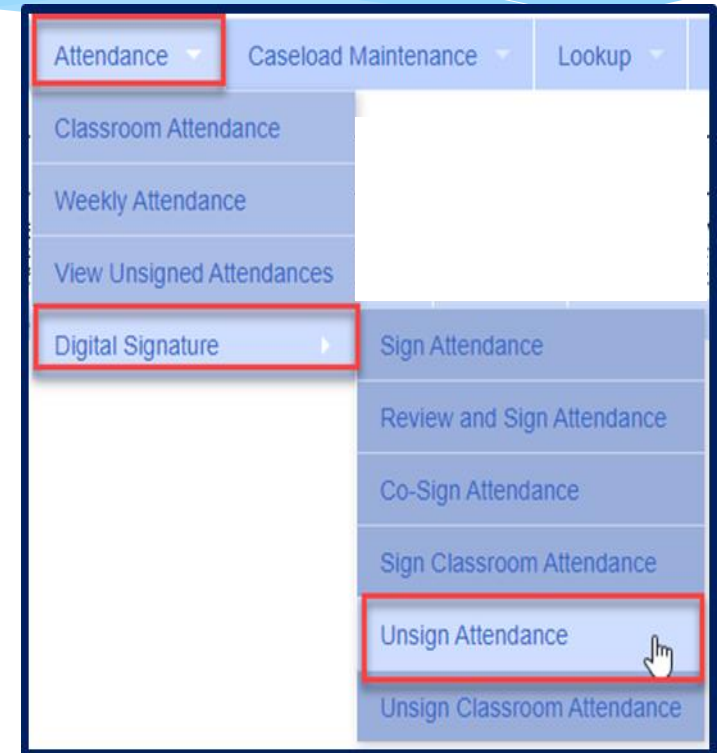 Attendance Caseload Maintenance Lookup
Classroom Attendance
Weekly Attendance
View Unsigned Attendances
Digital Signature
Sign Attendance
Review and Sign Attendance
Co-Sign Attendance
Sign Classroom Attendance
Unsign Attendance
Unsign Classroom Attendance